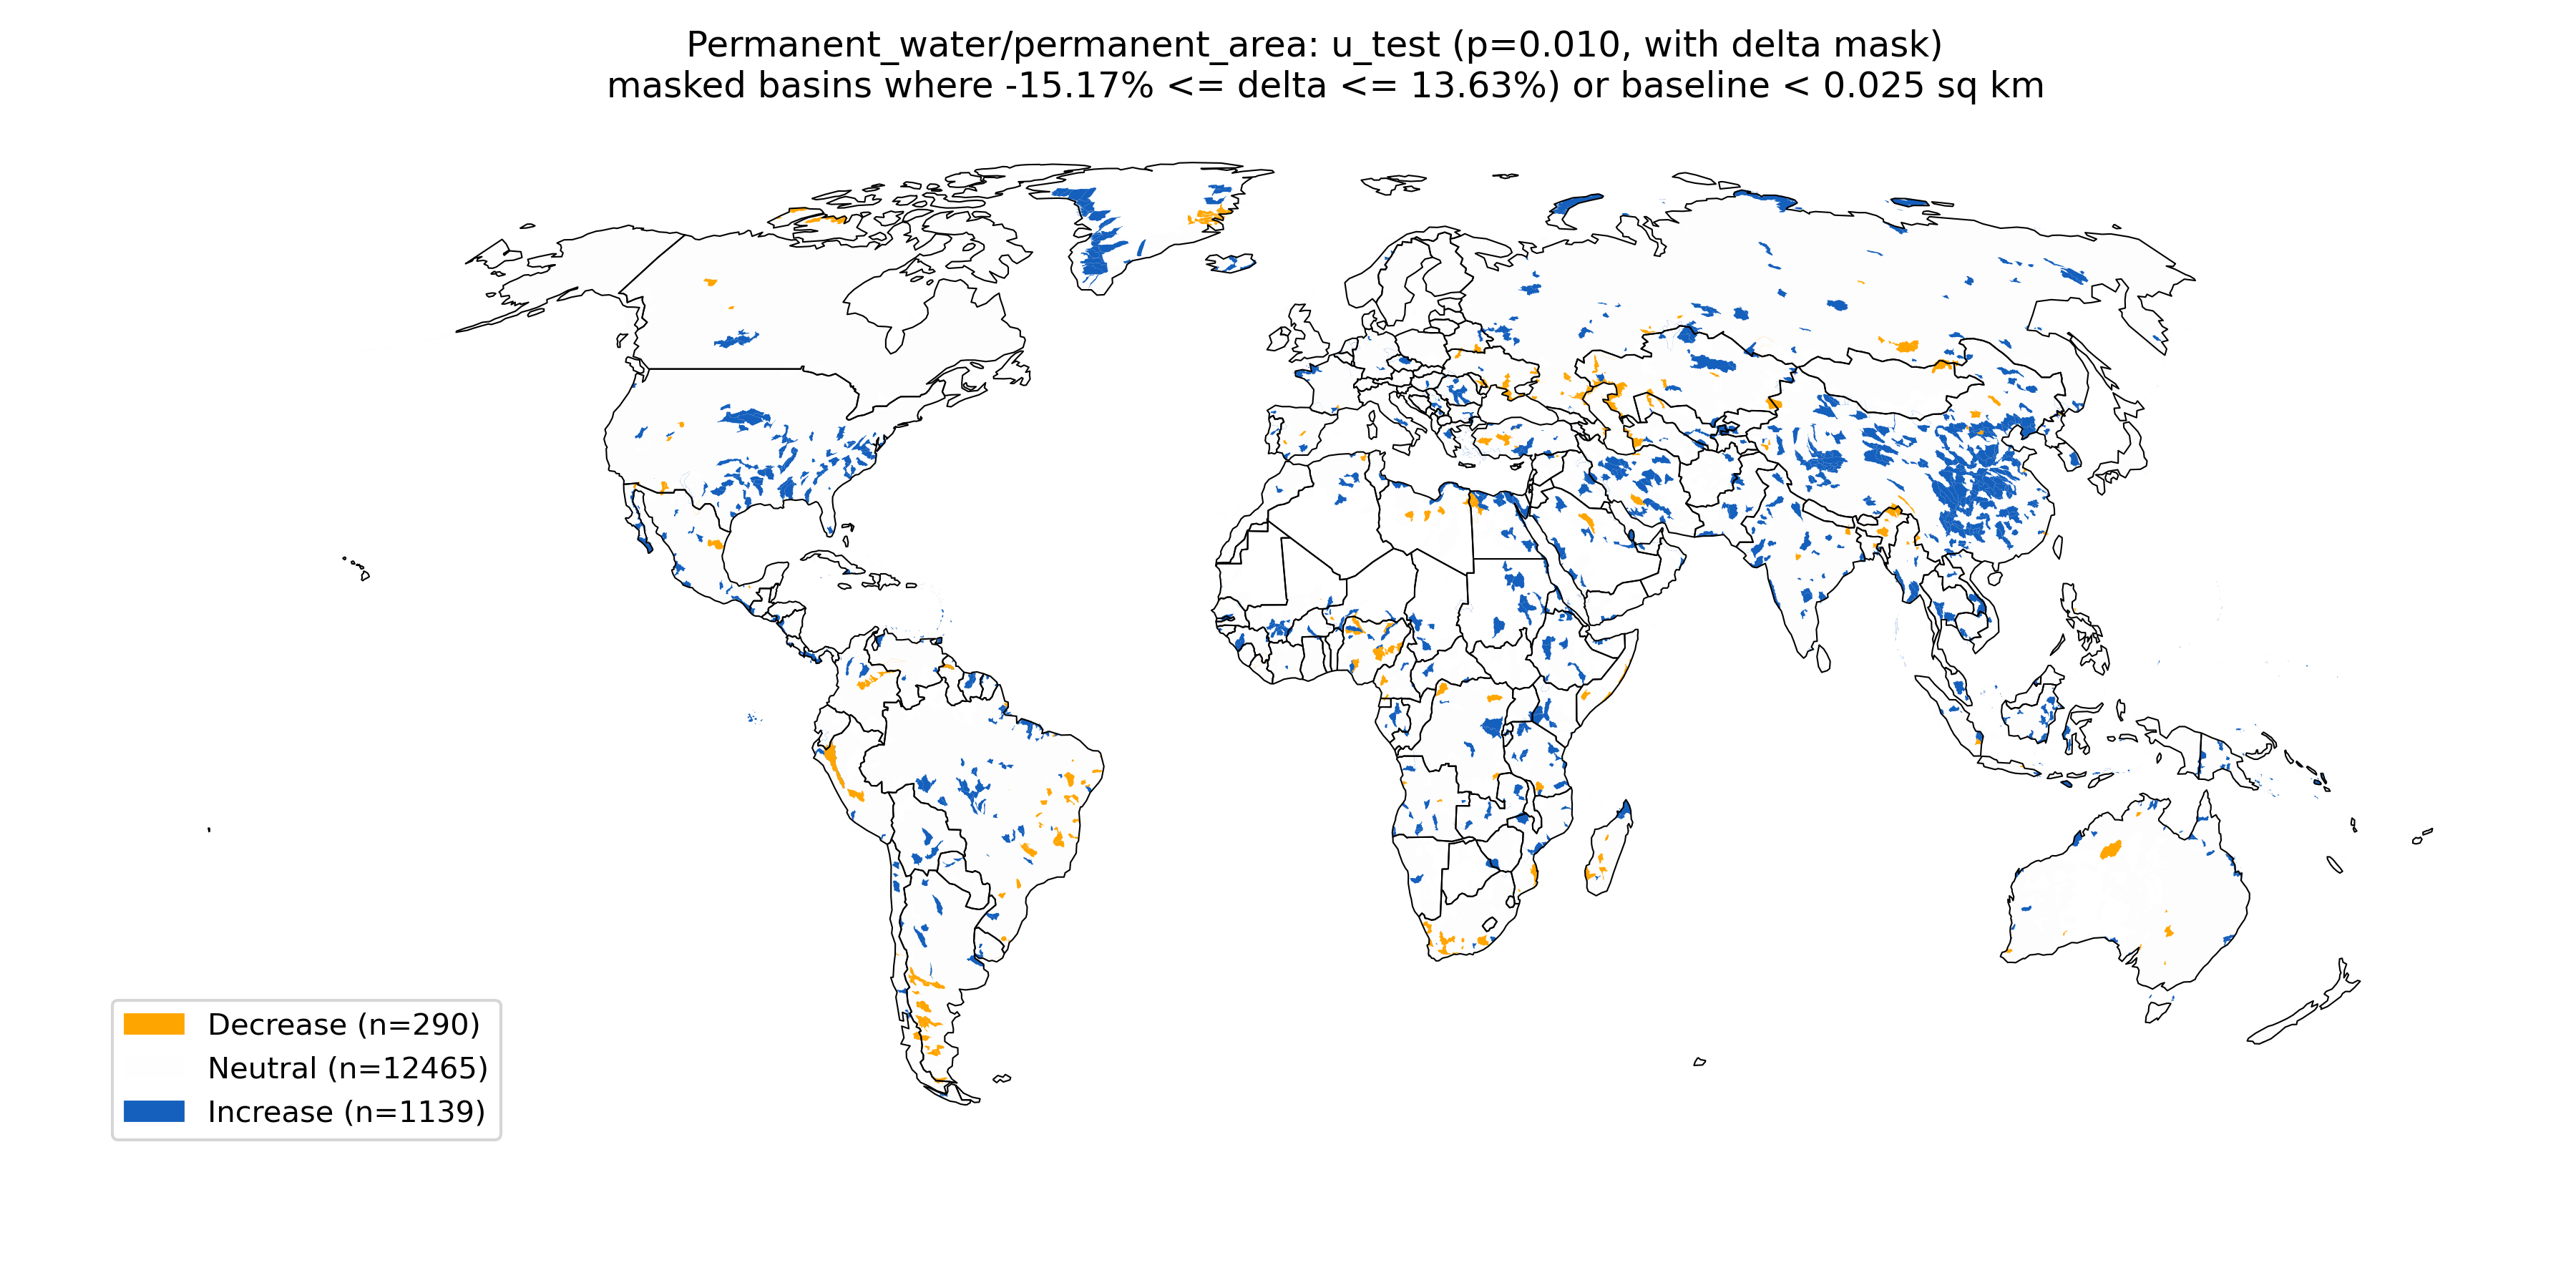 Permanent_water/permanent_area: u_test (p=0.010, with delta mask)
masked basins where -15.17% <= delta <= 13.63%) or baseline < 0.025 sq km
Decrease (n=290)
Neutral (n=12465)
Increase (n=1139)